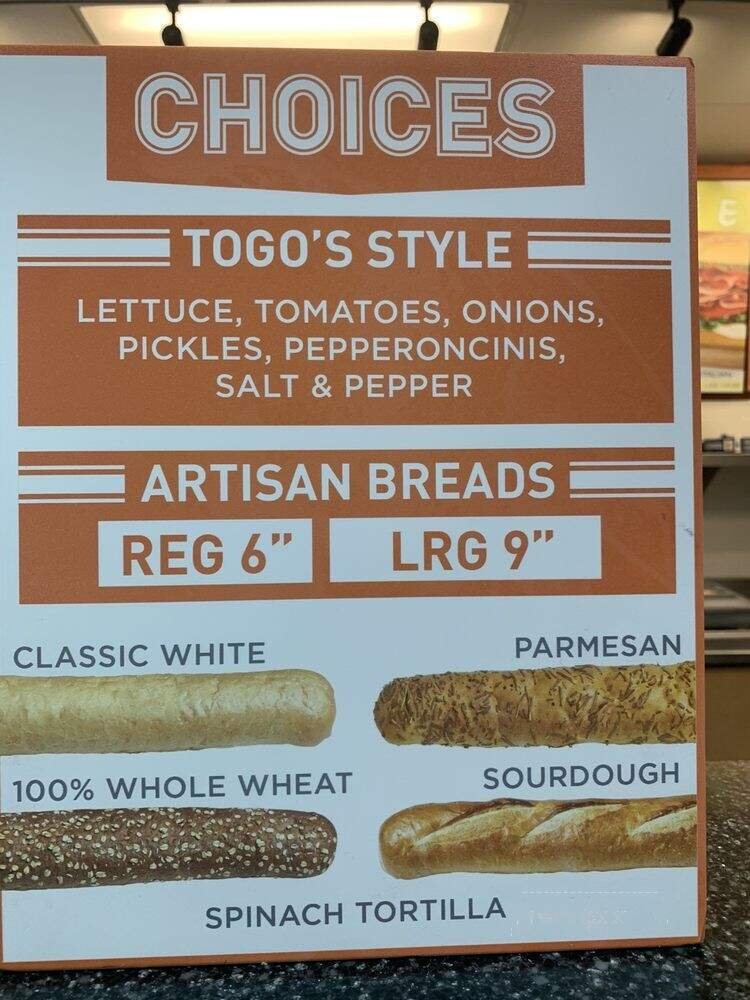 CHOICES
TOGO'S STYLE
LETTUCE, TOMATOES, ONIONS,
PICKLES, PEPPERONCINIS,
SALT & PEPPER
ARTISAN BREADS
REG 6” LRG 9”
CLASSIC WHITE
PARMESAN
100% WHOLE WHEAT
SOURDOUGH
SPINACH TORTILLA